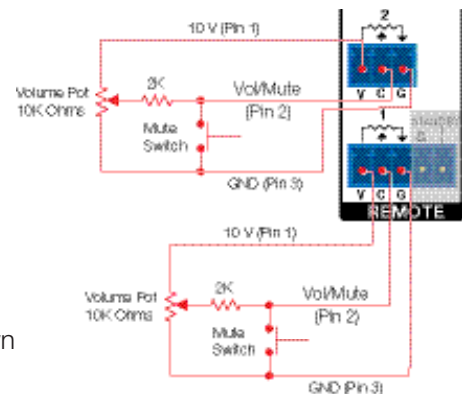 2
10 V (Pin 1)
Volume Pot
10K Ohms
2K
Vol/Mute
(Pin 2)
Mute
Switch
GND (Pin 3)
V C G
1
V C G
REMOTE
10 V (Pin 1)
Volume Pot
10K Ohms
2K
Vol/Mute
(Pin 2)
Mute
Switch
GND (Pin 3)